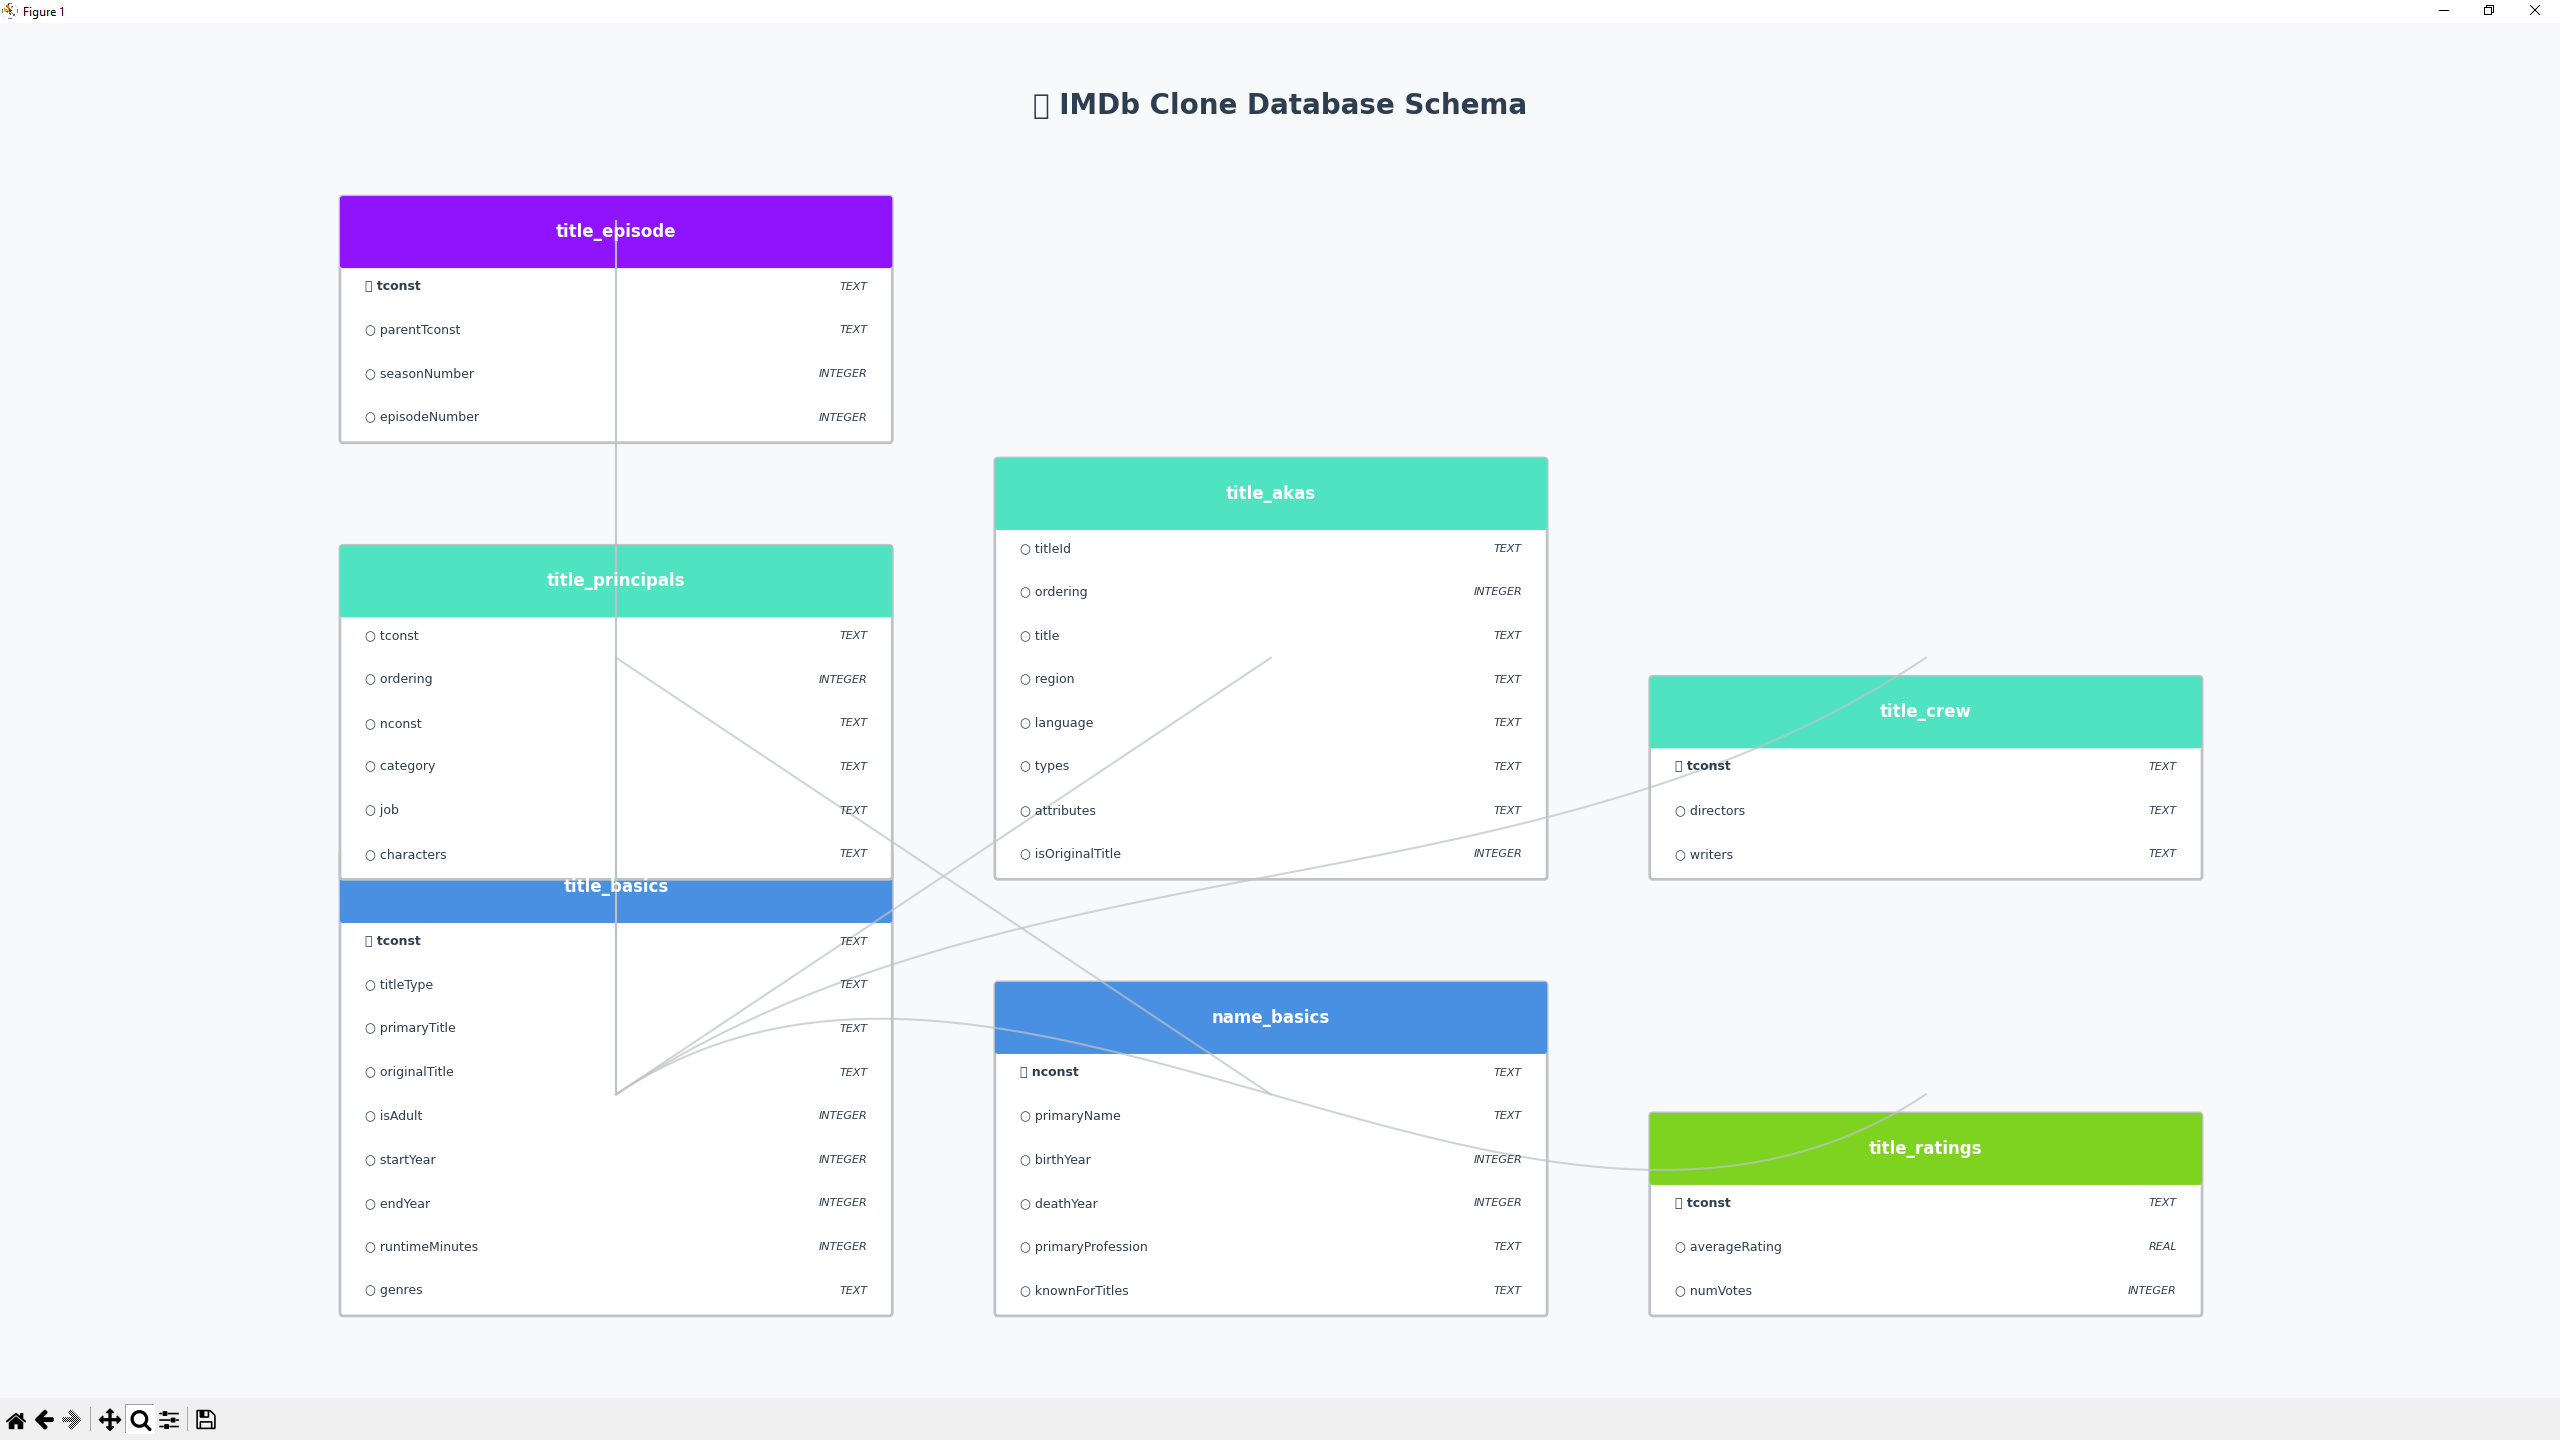 Figure 1
IMDb Clone Database Schema
title_episode
tconst TEXT
○ parentTconst TEXT
○ seasonNumber INTEGER
○ episodeNumber INTEGER
title_principals
○ tconst TEXT
○ ordering INTEGER
○ nconst TEXT
○ category TEXT
○ job TEXT
○ characters TEXT
title_basics
tconst TEXT
○ titleType TEXT
○ primaryTitle TEXT
○ originalTitle TEXT
○ isAdult INTEGER
○ startYear INTEGER
○ endYear INTEGER
○ runtimeMinutes INTEGER
○ genres TEXT
title_akas
○ titleId TEXT
○ ordering INTEGER
○ title TEXT
○ region TEXT
○ language TEXT
○ types TEXT
○ attributes TEXT
○ isOriginalTitle INTEGER
name_basics
nconst TEXT
○ primaryName TEXT
○ birthYear INTEGER
○ deathYear INTEGER
○ primaryProfession TEXT
○ knownForTitles TEXT
title_crew
tconst TEXT
○ directors TEXT
○ writers TEXT
title_ratings
tconst TEXT
○ averageRating REAL
○ numVotes INTEGER